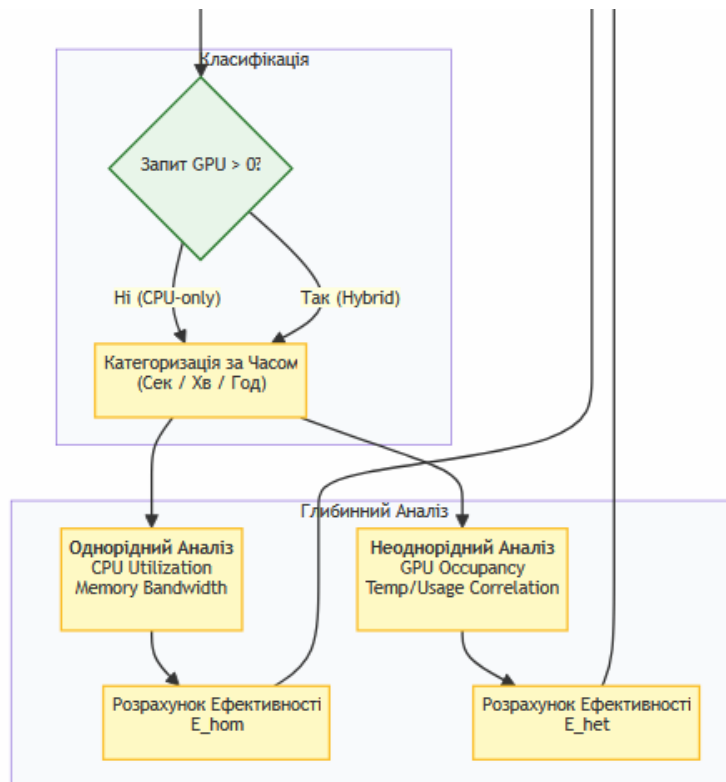 Класифікація
Запит GPU > 0?
Ні (CPU-only)
Так (Hybrid)
Категоризація за Часом
(Сек / Хв / Год)
Глибинний Аналіз
Однорідний Аналіз
CPU Utilization
Memory Bandwidth
Неоднорідний Аналіз
GPU Occupancy
Temp/Usage Correlation
Розрахунок Ефективності
E_hom
Розрахунок Ефективності
E_het